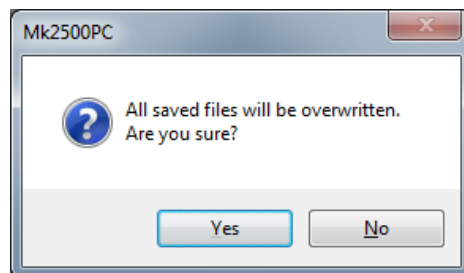 Mk2500PC
All saved files will be overwritten.
Are you sure?
Yes
No